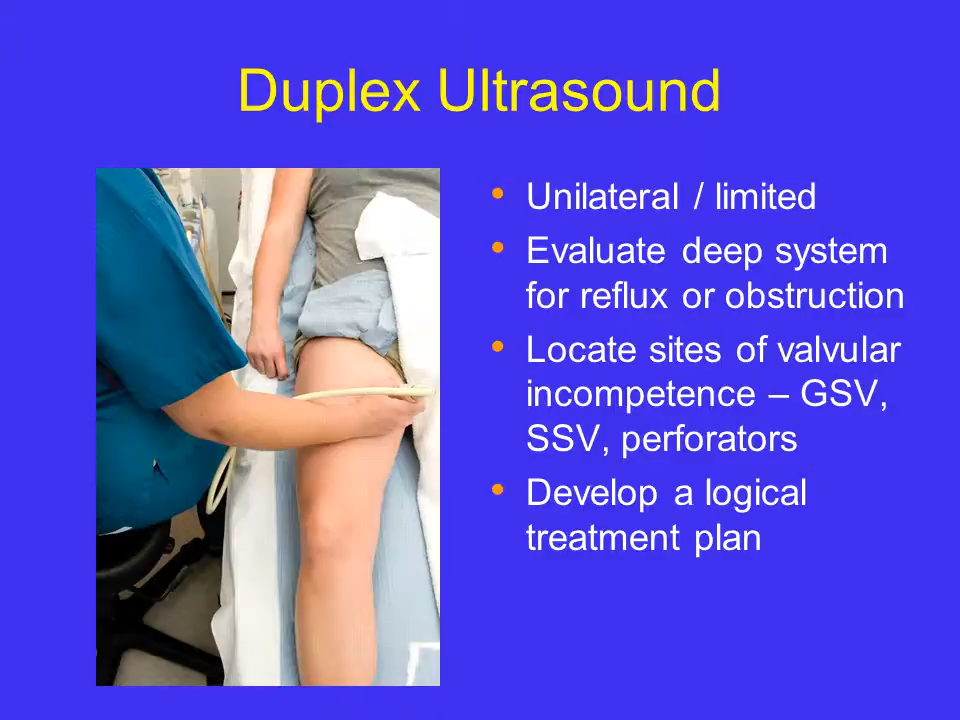 Duplex Ultrasound
• Unilateral / limited
• Evaluate deep system
for reflux or obstruction
• Locate sites of valvular
incompetence – GSV,
SSV, perforators
• Develop a logical
treatment plan